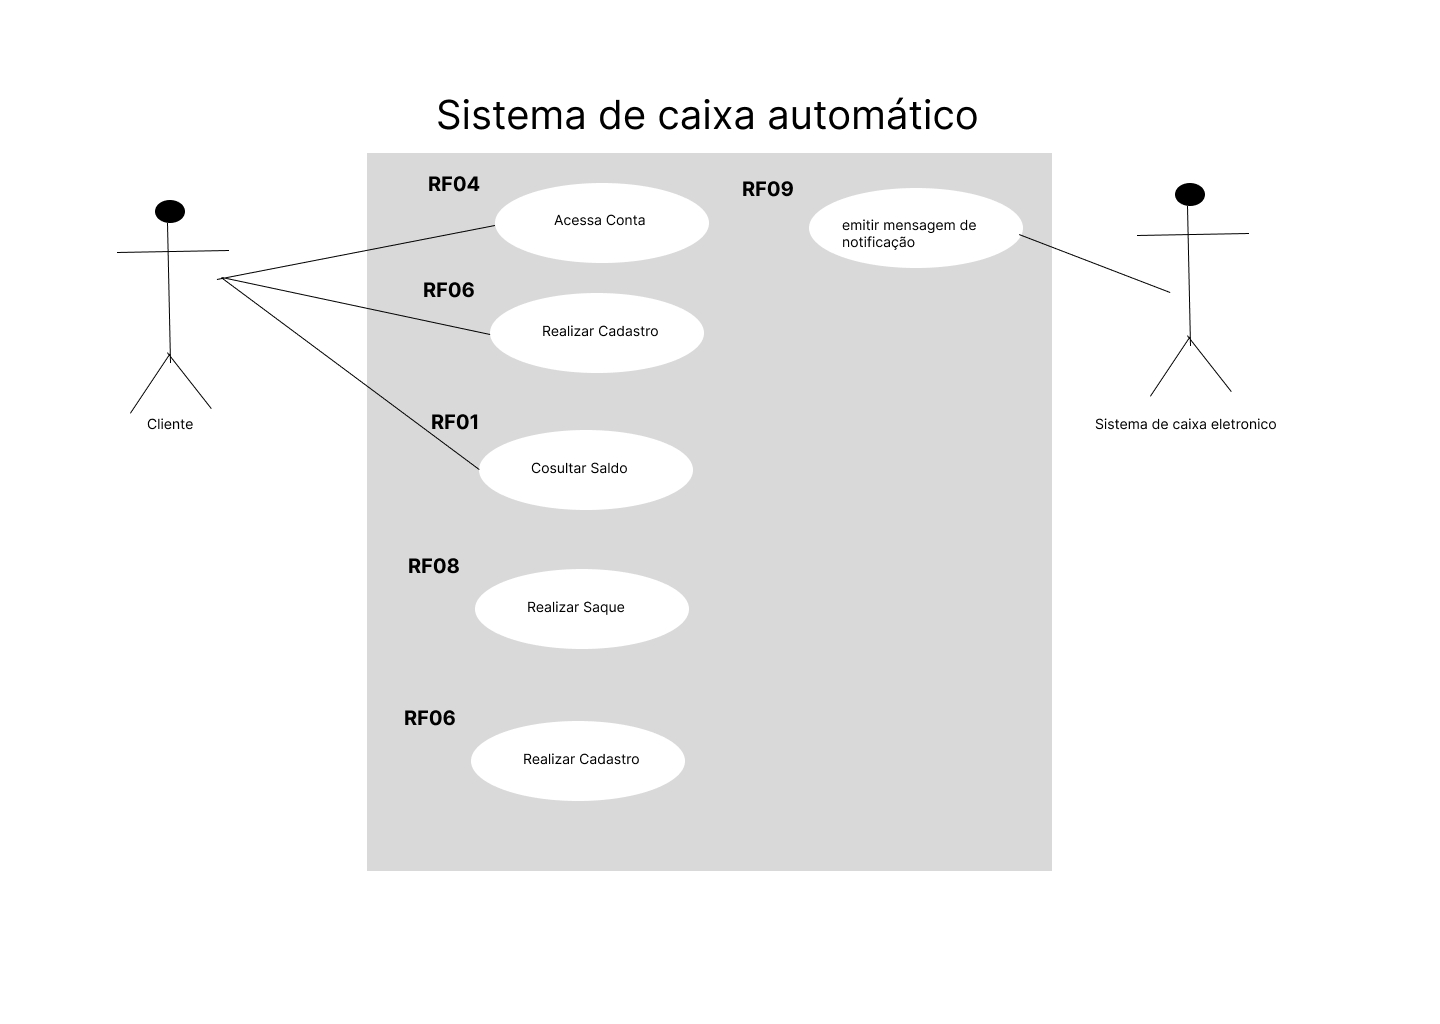 Sistema de caixa automático
RF04
Acessa Conta
RF09
emitir mensagem de
notificação
RF06
Realizar Cadastro
RF01
Cosultar Saldo
Cliente
Sistema de caixa eletronico
RF08
Realizar Saque
RF06
Realizar Cadastro